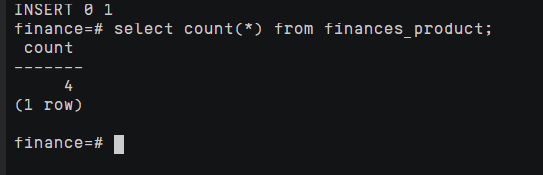 INSERT 0 1
finance=# select count(*) from finances_product;
 count
-------
     4
(1 row)

finance=#